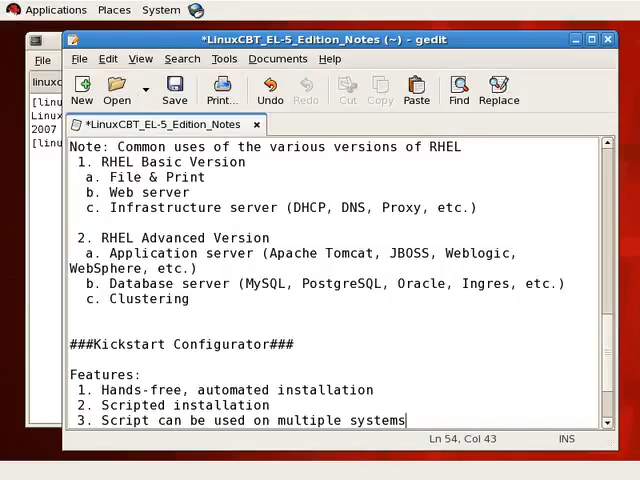 Applications Places System
*LinuxCBT_EL-5_Edition_Notes (~) - gedit
File
File Edit View Search Tools Documents Help
New Open Save Print... Undo Redo Cut Copy Paste Find Replace
linuxc
*LinuxCBT_EL-5_Edition_Notes
[linu
Linux
2007
[linu
Note: Common uses of the various versions of RHEL
1. RHEL Basic Version
a. File & Print
b. Web server
c. Infrastructure server (DHCP, DNS, Proxy, etc.)
2. RHEL Advanced Version
a. Application server (Apache Tomcat, JBOSS, Weblogic,
WebSphere, etc.)
b. Database server (MySQL, PostgreSQL, Oracle, Ingres, etc.)
c. Clustering
###Kickstart Configurator###
Features:
1. Hands-free, automated installation
2. Scripted installation
3. Script can be used on multiple systems
Ln 54, Col 43 INS